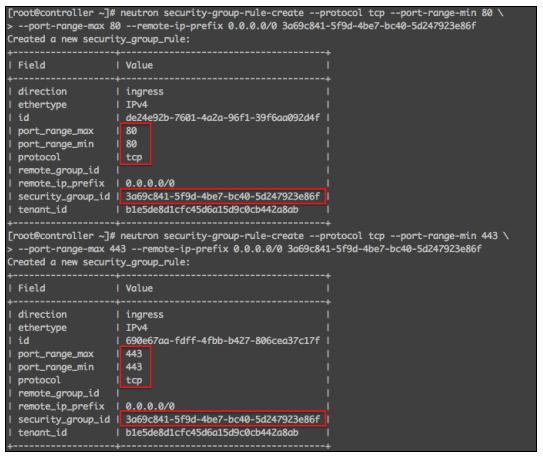 [root@controller ~]# neutron security-group-rule-create --protocol tcp --port-range-min 80 \
> --port-range-max 80 --remote-ip-prefix 0.0.0.0/0 3a69c841-5f9d-4be7-bc40-5d247923e86f
Created a new security_group_rule:
+-------------------+--------------------------------------+
| Field | Value |
+-------------------+--------------------------------------+
| direction | ingress |
| ethertype | IPv4 |
| id | de24e92b-7601-4a2a-96f1-39f6aa092d4f |
| port_range_max | 80 |
| port_range_min | 80 |
| protocol | tcp |
| remote_group_id | |
| remote_ip_prefix | 0.0.0.0/0 |
| security_group_id | 3a69c841-5f9d-4be7-bc40-5d247923e86f |
| tenant_id | b1e5de8d1cfc45d6a15d9c0cb442a8ab |
+-------------------+--------------------------------------+
[root@controller ~]# neutron security-group-rule-create --protocol tcp --port-range-min 443 \
> --port-range-max 443 --remote-ip-prefix 0.0.0.0/0 3a69c841-5f9d-4be7-bc40-5d247923e86f
Created a new security_group_rule:
+-------------------+--------------------------------------+
| Field | Value |
+-------------------+--------------------------------------+
| direction | ingress |
| ethertype | IPv4 |
| id | 690e67aa-fdff-4fbb-b427-806cea37c17f |
| port_range_max | 443 |
| port_range_min | 443 |
| protocol | tcp |
| remote_group_id | |
| remote_ip_prefix | 0.0.0.0/0 |
| security_group_id | 3a69c841-5f9d-4be7-bc40-5d247923e86f |
| tenant_id | b1e5de8d1cfc45d6a15d9c0cb442a8ab |
+-------------------+--------------------------------------+